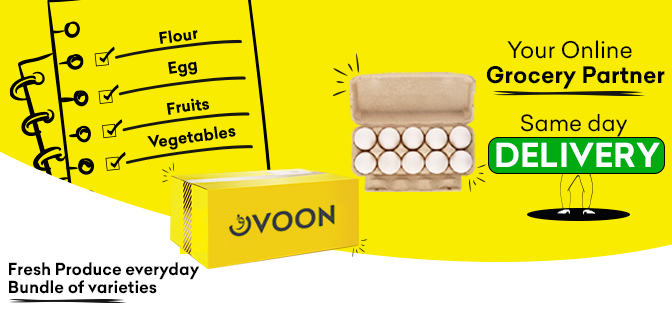 Flour
Egg
Fruits
Vegetables
Your Online
Grocery Partner
Same day
DELIVERY
VOON
Fresh Produce everyday
Bundle of varieties